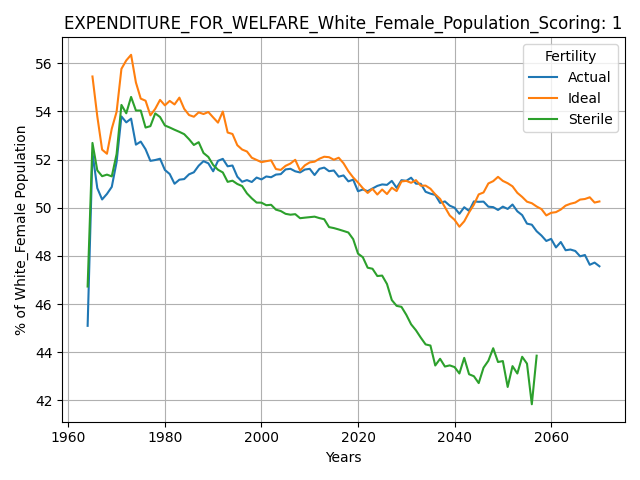 EXPENDITURE_FOR_WELFARE_White_Female_Population_Scoring: 1
% of White_Female Population
56
54
52
50
48
46
44
42
1960
1980
2000
2020
2040
2060
Years
Fertility
Actual
Ideal
Sterile